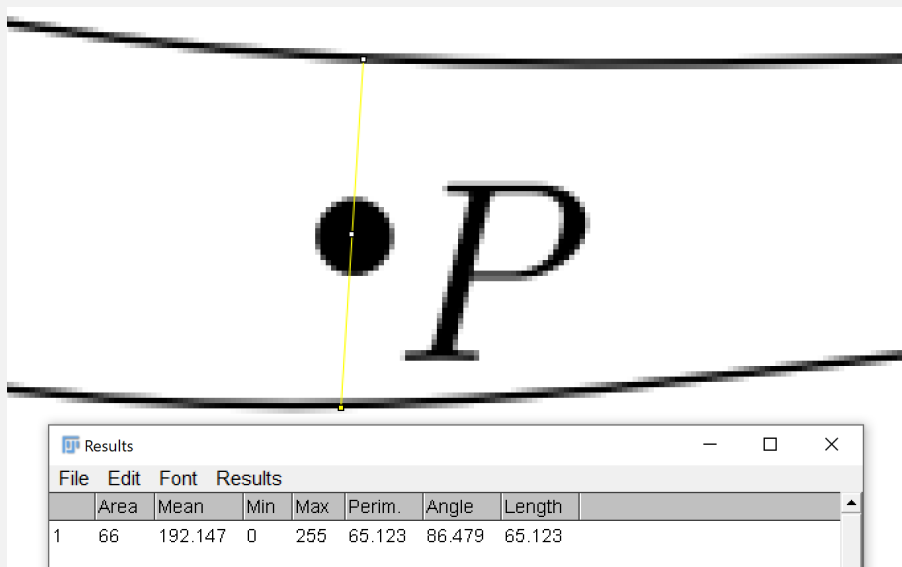 P
Results
File Edit Font Results
Area Mean Min Max Perim. Angle Length
1 66 192.147 0 255 65.123 86.479 65.123